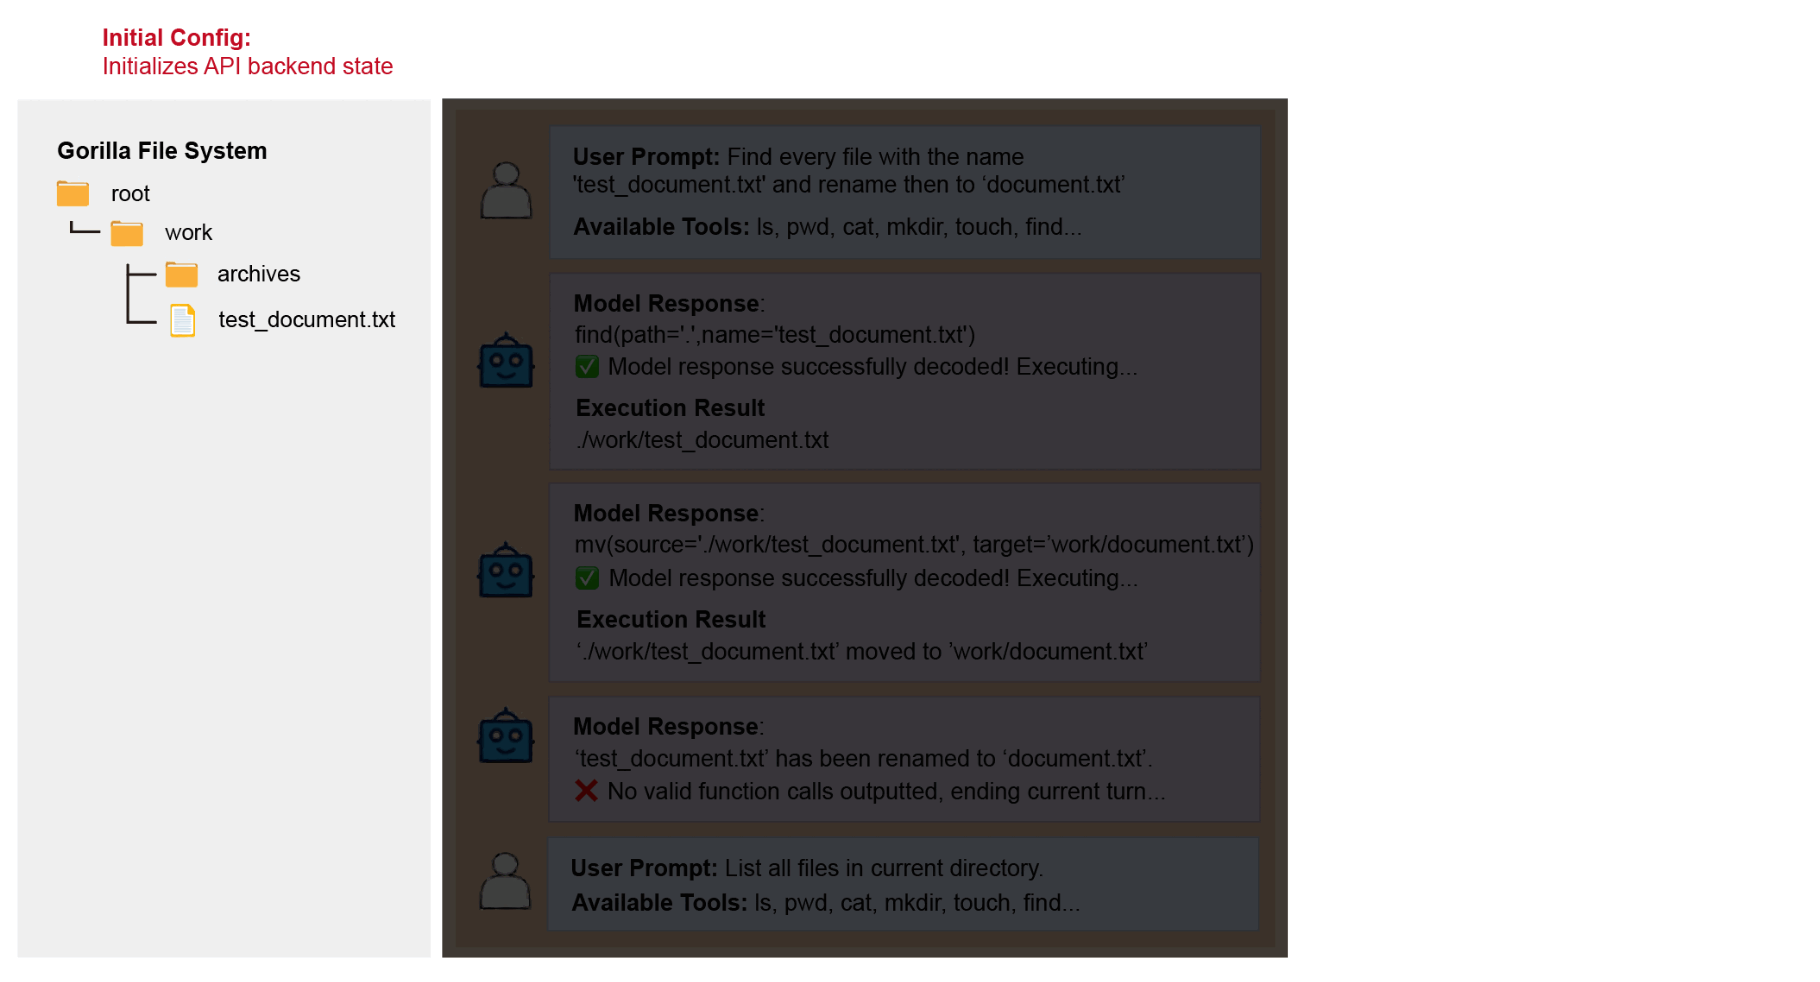 Initial Config:
Initializes API backend state
Gorilla File System
root
work
archives
test_document.txt
User Prompt: Find every file with the name
'test_document.txt' and rename then to ‘document.txt’
Available Tools: ls, pwd, cat, mkdir, touch, find...
Model Response:
find(path='.',name='test_document.txt')
✅ Model response successfully decoded! Executing...
Execution Result
./work/test_document.txt
Model Response:
mv(source='./work/test_document.txt', target=’work/document.txt’)
✅ Model response successfully decoded! Executing...
Execution Result
‘./work/test_document.txt’ moved to ’work/document.txt’
Model Response:
‘test_document.txt’ has been renamed to ‘document.txt’.
❌ No valid function calls outputted, ending current turn...
User Prompt: List all files in current directory.
Available Tools: ls, pwd, cat, mkdir, touch, find...